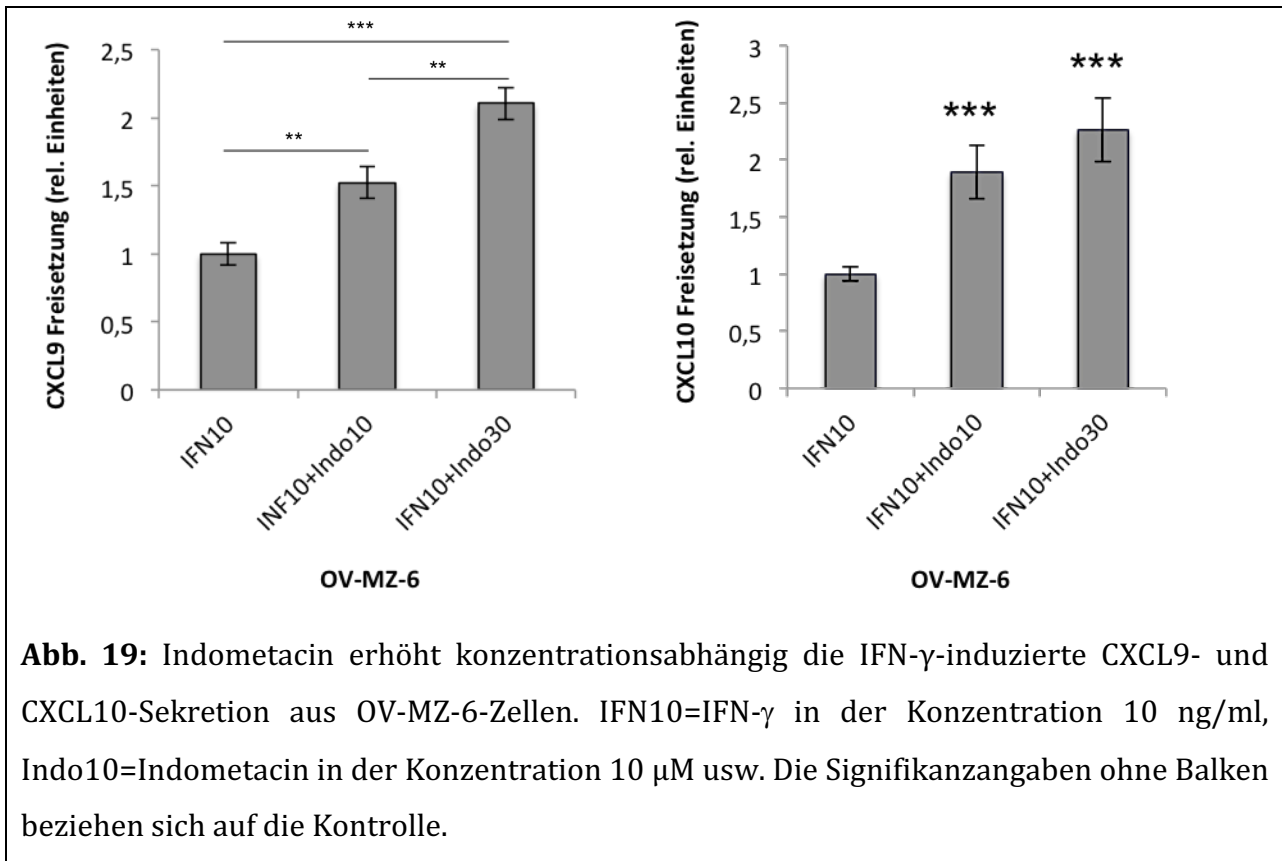 CXCL9 Freisetzung (rel. Einheiten)
2,5
2
1,5
1
0,5
0
***
**
**
IFN10
INF10+Indo10
IFN10+Indo30
OV-MZ-6
CXCL10 Freisetzung (rel. Einheiten)
3
2,5
2
1,5
1
0,5
0
***
***
IFN10
IFN10+Indo10
IFN10+Indo30
OV-MZ-6
Abb. 19: Indometacin erhöht konzentrationsabhängig die IFN-γ-induzierte CXCL9- und
CXCL10-Sekretion aus OV-MZ-6-Zellen. IFN10=IFN-γ in der Konzentration 10 ng/ml,
Indo10=Indometacin in der Konzentration 10 µM usw. Die Signifikanzangaben ohne Balken
beziehen sich auf die Kontrolle.